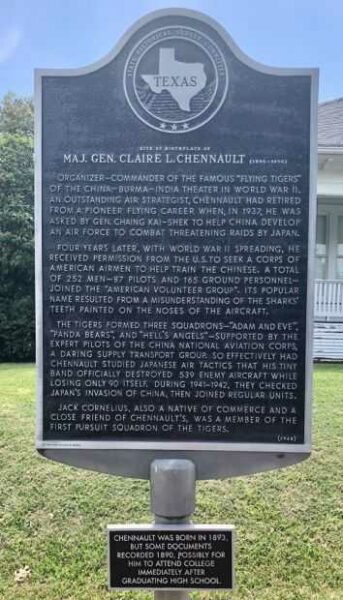 TEXAS
SITE OF BIRTHPLACE OF
MAJ. GEN. CLAIRE L. CHENNAULT (1890-1958)
ORGANIZER-COMMANDER OF THE FAMOUS "FLYING TIGERS"
OF THE CHINA-BURMA-INDIA THEATER IN WORLD WAR II.
AN OUTSTANDING AIR STRATEGIST, CHENNAULT HAD RETIRED
FROM A PIONEER FLYING CAREER WHEN, IN 1937, HE WAS
ASKED BY GEN. CHAING KAI-SHEK TO HELP CHINA DEVELOP
AN AIR FORCE TO COMBAT THREATENING RAIDS BY JAPAN.
FOUR YEARS LATER, WITH WORLD WAR II SPREADING, HE
RECEIVED PERMISSION FROM THE U.S. TO SEEK A CORPS OF
AMERICAN AIRMEN TO HELP TRAIN THE CHINESE. A TOTAL
OF 252 MEN-87 PILOTS AND 165 GROUND PERSONNEL-
JOINED THE "AMERICAN VOLUNTEER GROUP". ITS POPULAR
NAME RESULTED FROM A MISUNDERSTANDING OF THE SHARKS'
TEETH PAINTED ON THE NOSES OF THE AIRCRAFT.
THE TIGERS FORMED THREE SQUADRONS-"ADAM AND EVE",
"PANDA BEARS", AND "HELL'S ANGELS"-SUPPORTED BY THE
EXPERT PILOTS OF THE CHINA NATIONAL AVIATION CORPS,
A DARING SUPPLY TRANSPORT GROUP. SO EFFECTIVELY HAD
CHENNAULT STUDIED JAPANESE AIR TACTICS THAT HIS TINY
BAND OFFICIALLY DESTROYED 539 ENEMY AIRCRAFT WHILE
LOSING ONLY 90 ITSELF. DURING 1941-1942, THEY CHECKED
JAPAN'S INVASION OF CHINA, THEN JOINED REGULAR UNITS.
JACK CORNELIUS, ALSO A NATIVE OF COMMERCE AND A
CLOSE FRIEND OF CHENNAULT'S, WAS A MEMBER OF THE
FIRST PURSUIT SQUADRON OF THE TIGERS.
(1968)
CHENNAULT WAS BORN IN 1893,
BUT SOME DOCUMENTS
RECORDED 1890, POSSIBLY FOR
HIM TO ATTEND COLLEGE
IMMEDIATELY AFTER
GRADUATING HIGH SCHOOL.